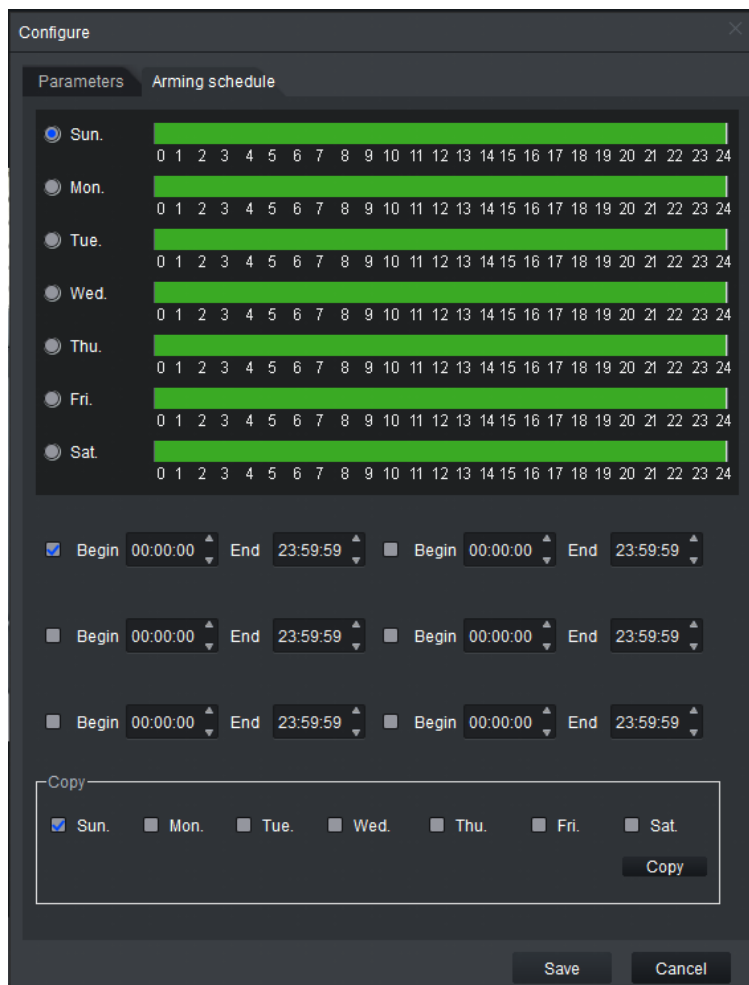 Configure
Parameters Arming schedule
Sun.
0 1 2 3 4 5 6 7 8 9 10 11 12 13 14 15 16 17 18 19 20 21 22 23 24
Mon.
0 1 2 3 4 5 6 7 8 9 10 11 12 13 14 15 16 17 18 19 20 21 22 23 24
Tue.
0 1 2 3 4 5 6 7 8 9 10 11 12 13 14 15 16 17 18 19 20 21 22 23 24
Wed.
0 1 2 3 4 5 6 7 8 9 10 11 12 13 14 15 16 17 18 19 20 21 22 23 24
Thu.
0 1 2 3 4 5 6 7 8 9 10 11 12 13 14 15 16 17 18 19 20 21 22 23 24
Fri.
0 1 2 3 4 5 6 7 8 9 10 11 12 13 14 15 16 17 18 19 20 21 22 23 24
Sat.
0 1 2 3 4 5 6 7 8 9 10 11 12 13 14 15 16 17 18 19 20 21 22 23 24
Begin 00:00:00 End 23:59:59 Begin 00:00:00 End 23:59:59
Begin 00:00:00 End 23:59:59 Begin 00:00:00 End 23:59:59
Begin 00:00:00 End 23:59:59 Begin 00:00:00 End 23:59:59
Copy
Sun. Mon. Tue. Wed. Thu. Fri. Sat.
Copy
Save Cancel